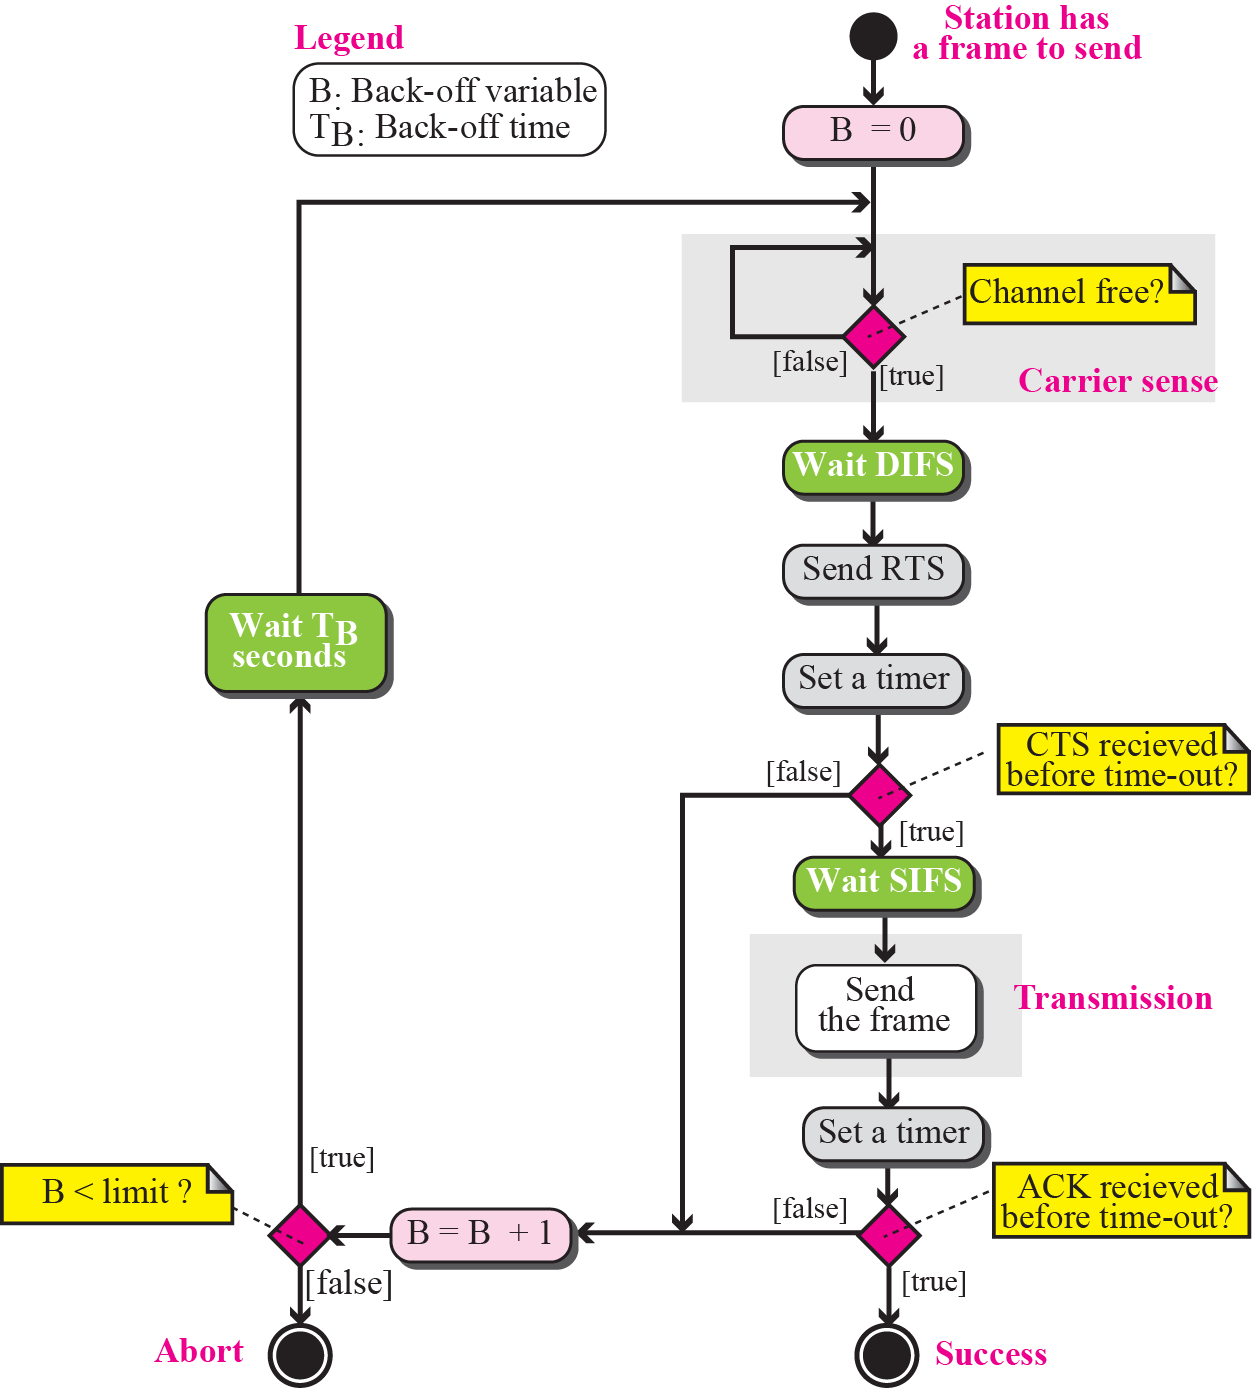 Legend
B: Back-off variable
TB: Back-off time
Station has
a frame to send
B = 0
Channel free?
[false]
[true]
Carrier sense
Wait DIFS
Send RTS
Wait TB
seconds
Set a timer
CTS recieved
before time-out?
[false]
[true]
Wait SIFS
Send
the frame
Transmission
Set a timer
[true]
B < limit ?
ACK recieved
before time-out?
[false]
B = B + 1
[false]
[true]
Abort
Success